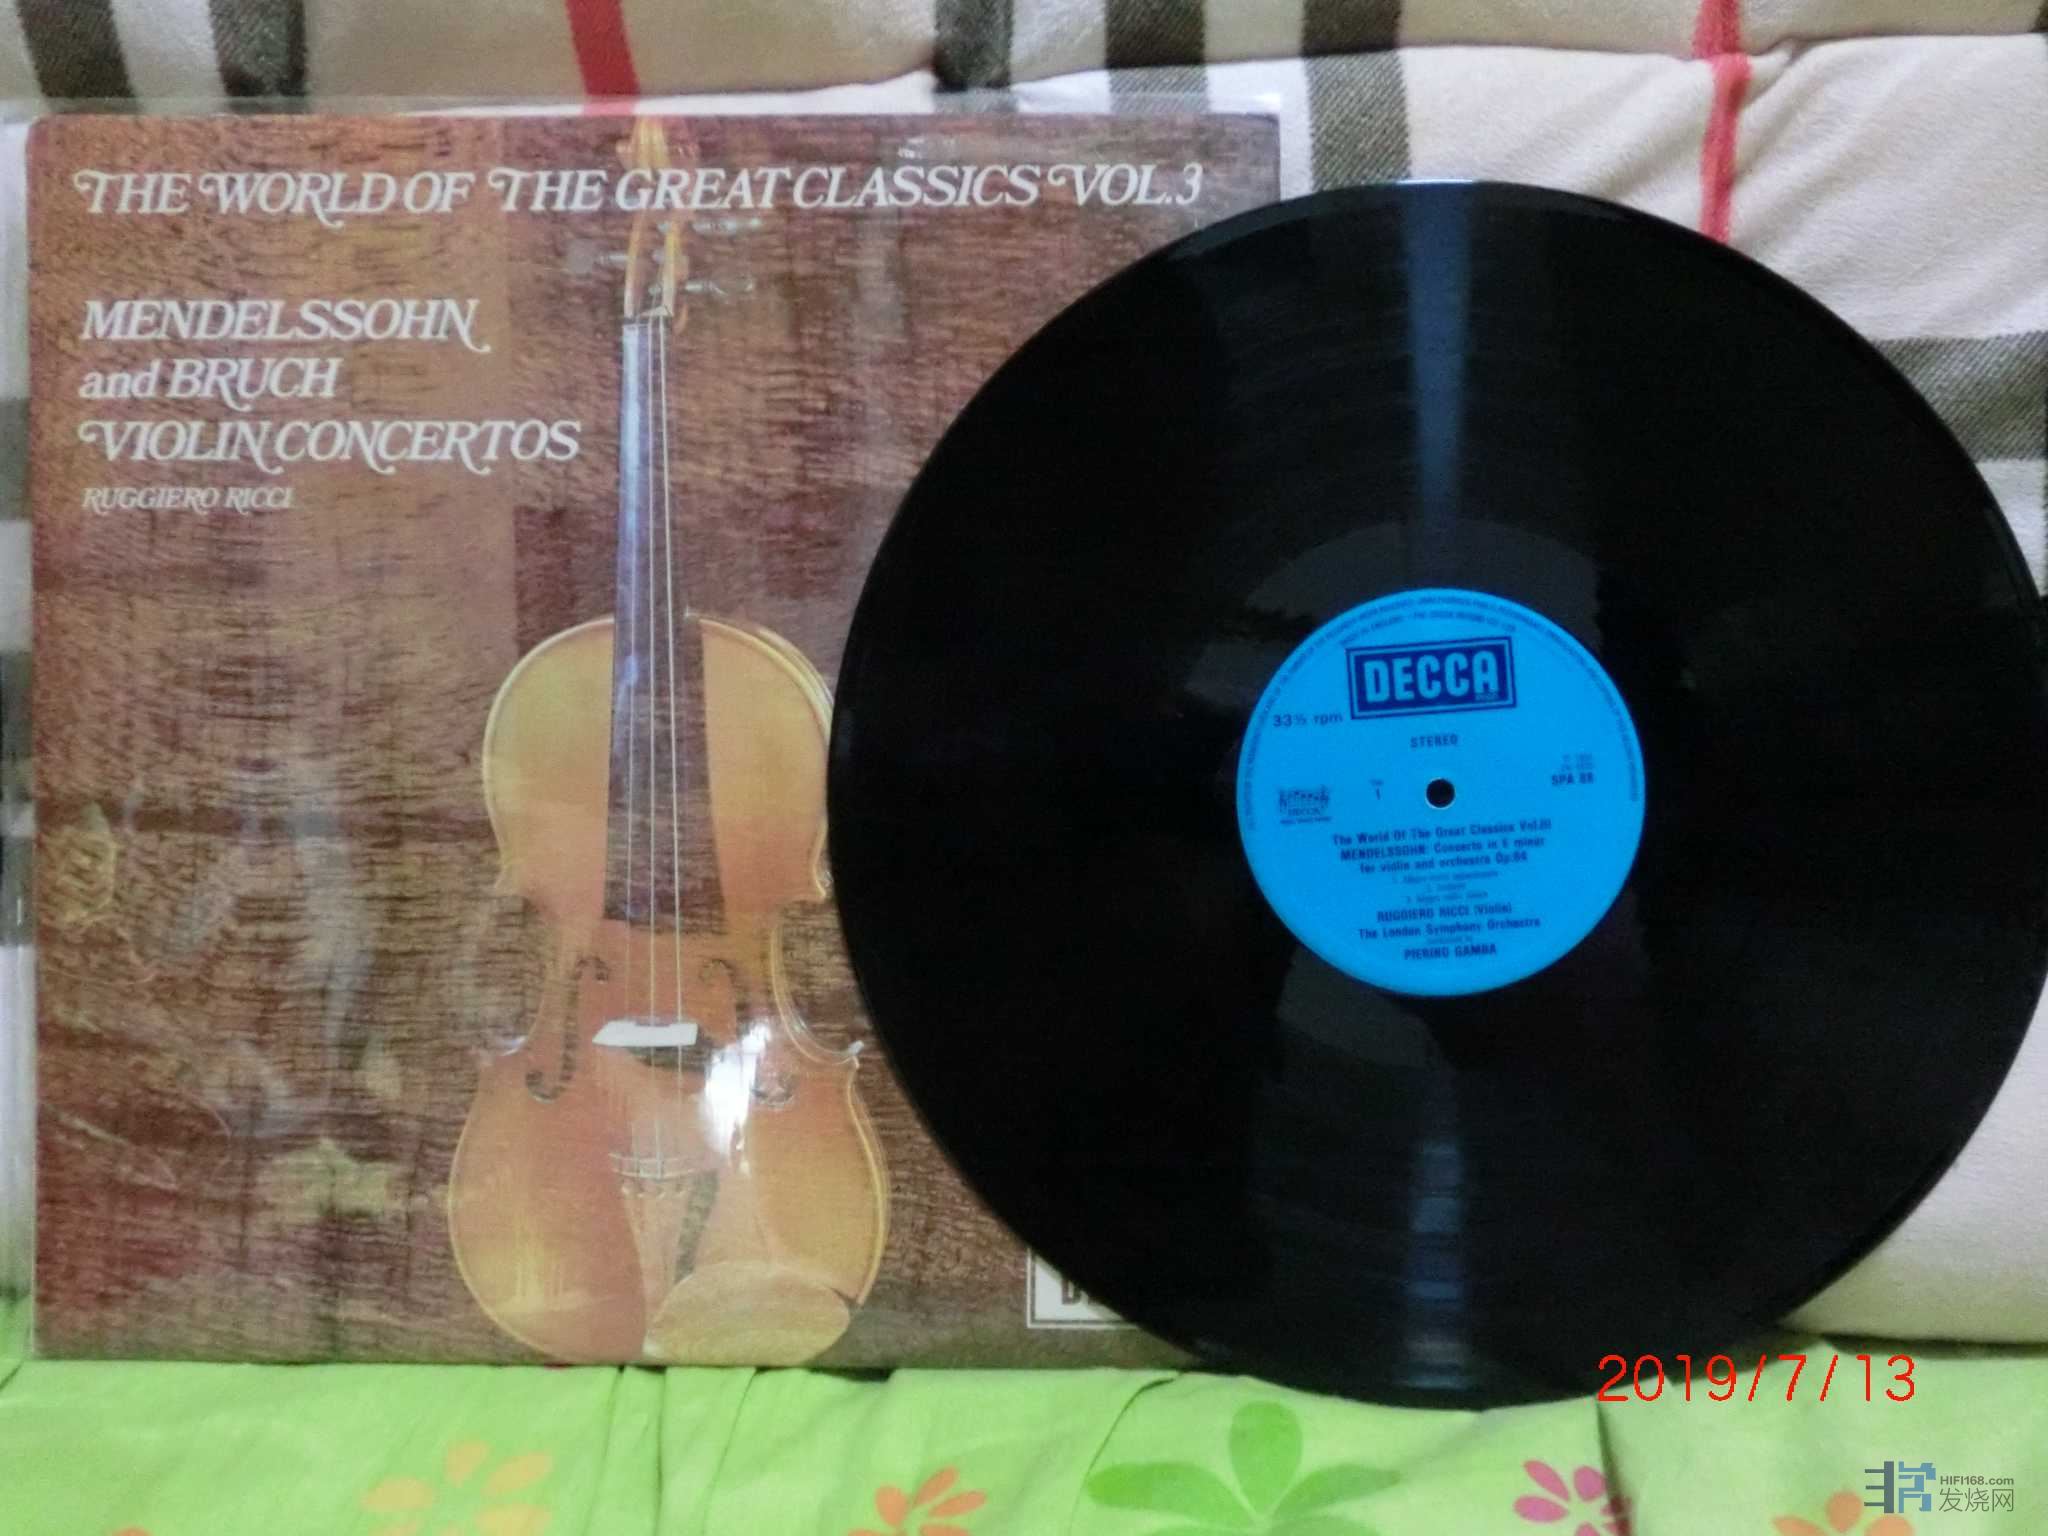 THE WORLD OF THE GREAT CLASSICS VOL.3
MENDELSSOHN
and BRUCH
VIOLIN CONCERTOS
RUGGIERO RICCI
DECCA
33⅓ rpm
STEREO
SPA 88
1
The World Of The Great Classics Vol.III
MENDELSSOHN: Concerto in E minor
for violin and orchestra Op.64
RUGGIERO RICCI (Violin)
The London Symphony Orchestra
conducted by
PIERINO GAMBA
2019/7/13
HIFI168.com
发烧网